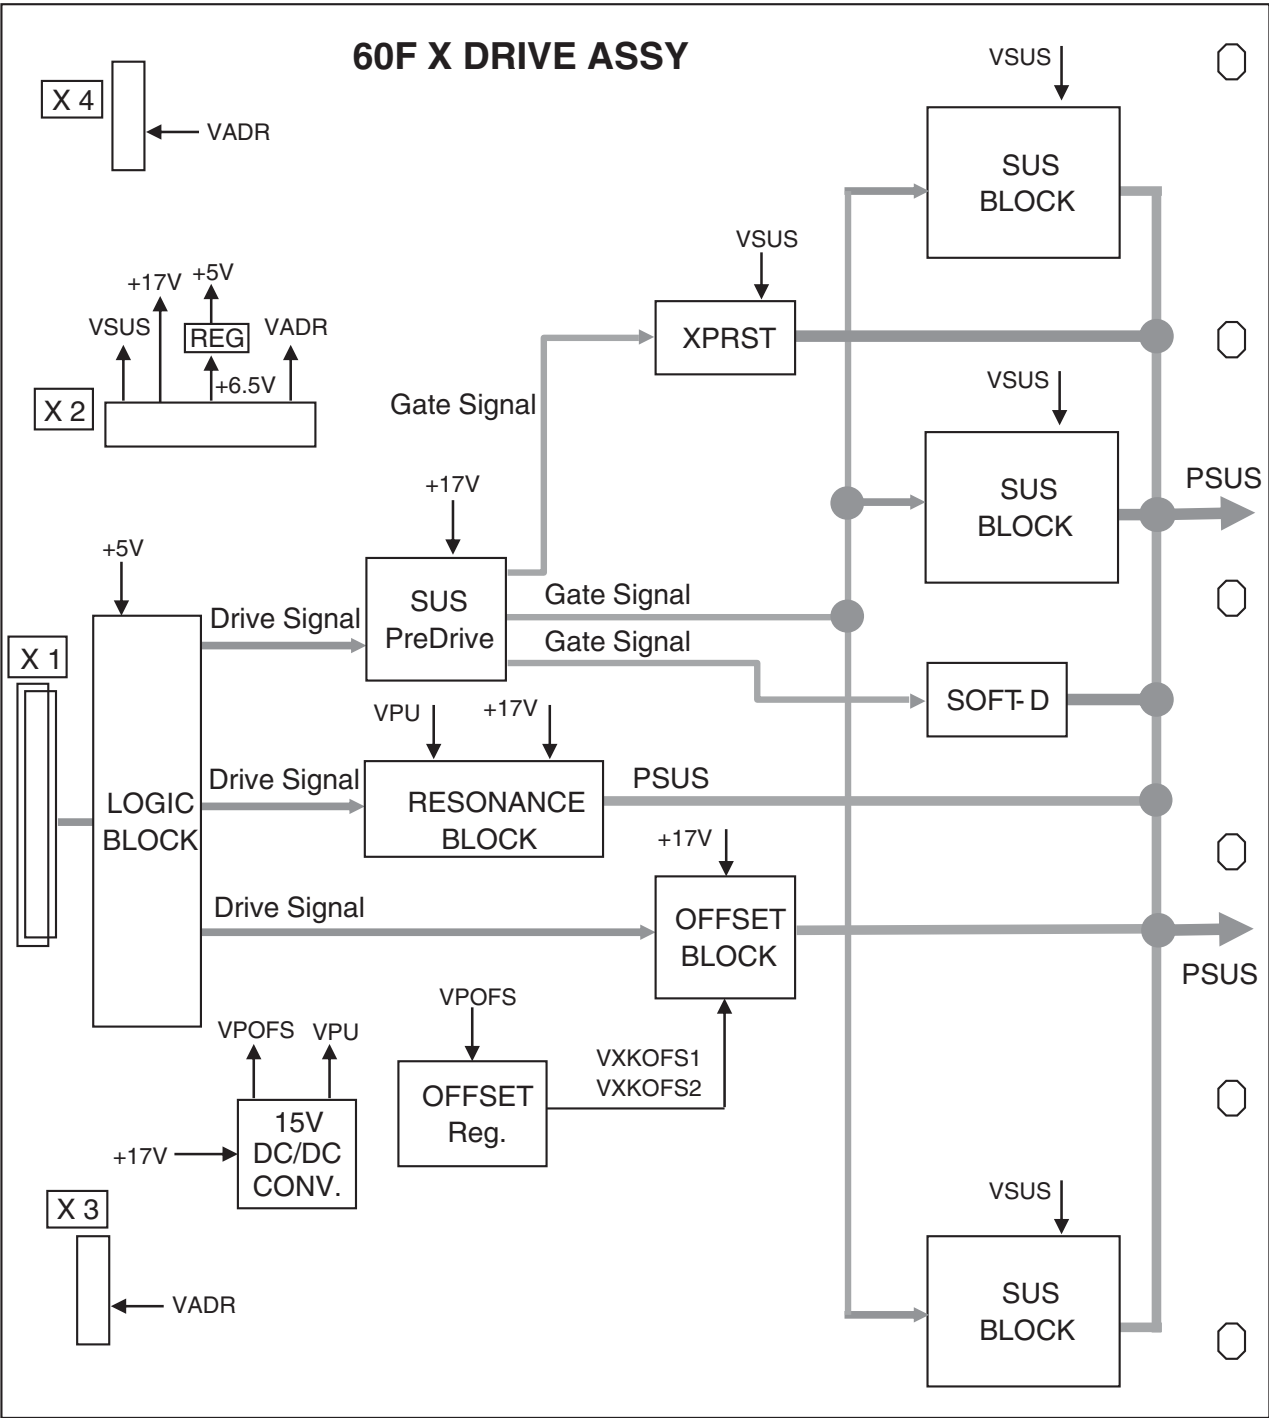 60F X DRIVE ASSY
VSUS
X 4
VADR
SUS
BLOCK
VSUS
+17V
+5V
VSUS
REG
VADR
XPRST
+6.5V
VSUS
X 2
Gate Signal
+17V
SUS
BLOCK
PSUS
+5V
Drive Signal
SUS
PreDrive
Gate Signal
Gate Signal
X 1
SOFT-D
VPU
+17V
Drive Signal
LOGIC
BLOCK
RESONANCE
BLOCK
PSUS
+17V
Drive Signal
OFFSET
BLOCK
PSUS
VPOFS
VPOFS
VPU
VXKOFS1
VXKOFS2
OFFSET
Reg.
+17V
15V
DC/DC
CONV.
X 3
VSUS
VADR
SUS
BLOCK